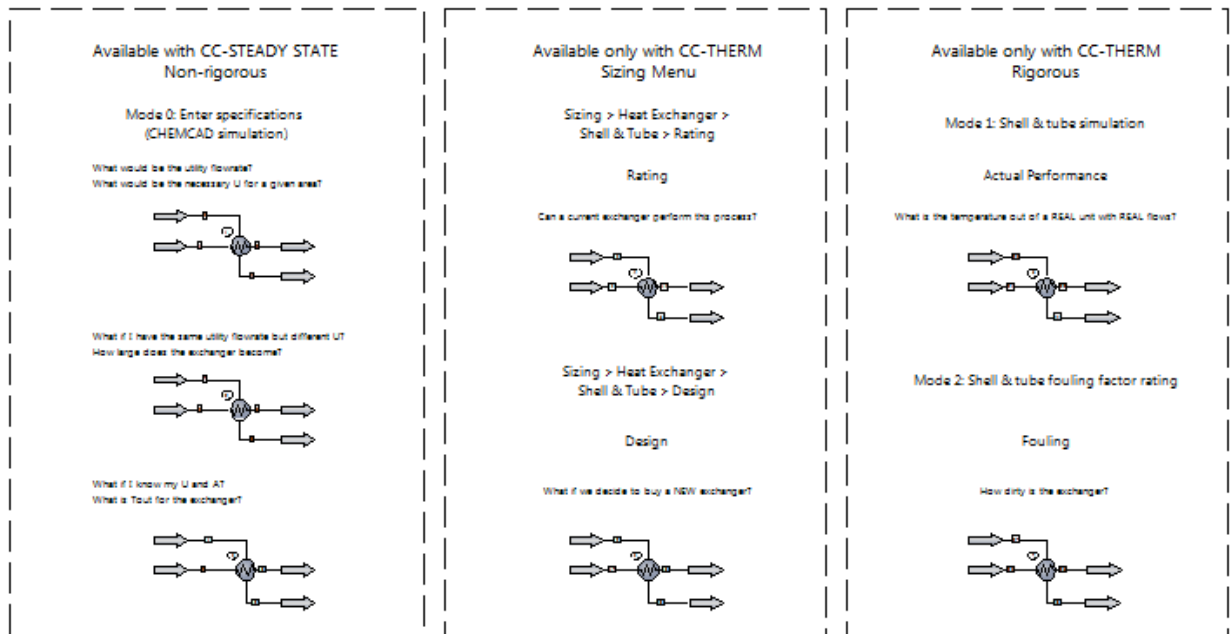 Available with CC-STEADY STATE
Non-rigorous
Mode 0: Enter specifications
(CHEMCAD simulation)
What would be the utility flowrate?
What would be the necessary U for a given area?
What if I have the same utility flowrate but different U?
How large does the exchanger become?
What if I know my U and A?
What is Tout for the exchanger?
Available only with CC-THERM
Sizing Menu
Sizing > Heat Exchanger >
Shell & Tube > Rating
Rating
Can a current exchanger perform this process?
Sizing > Heat Exchanger >
Shell & Tube > Design
Design
What if we decide to buy a NEW exchanger?
Available only with CC-THERM
Rigorous
Mode 1: Shell & tube simulation
Actual Performance
What is the temperature out of a REAL unit with REAL flows?
Mode 2: Shell & tube fouling factor rating
Fouling
How dirty is the exchanger?